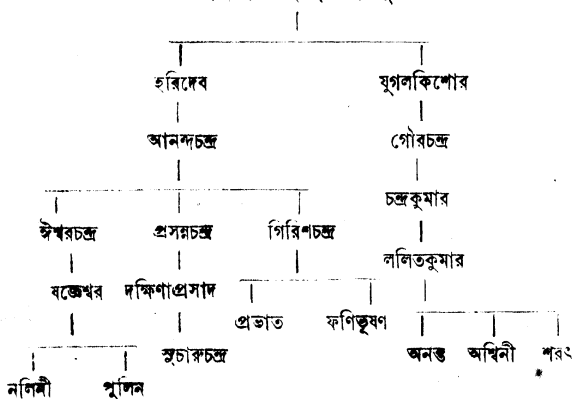 হরিদেব যুগলকিশোর
আনন্দচন্দ্র গৌরচন্দ্র
চন্দ্রকুমার
ঈশ্বরচন্দ্র প্রসন্নচন্দ্র গিরিশচন্দ্র
ললিতকুমার
যজ্ঞেশ্বর দক্ষিণাপ্রসাদ
প্রভাত ফণিভূষণ
সুচারুচন্দ্র অনন্ত অশ্বিনী শরৎ
নলিনী পুলিন